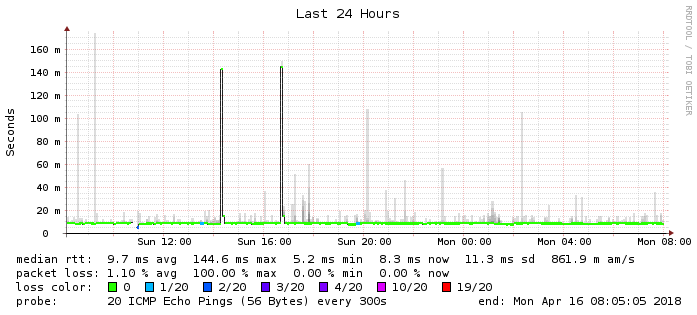 Last 24 Hours
RRDTOOL / TOBI OETIKER
Seconds
160 m
140 m
120 m
100 m
80 m
60 m
40 m
20 m
0
Sun 12:00 Sun 16:00 Sun 20:00 Mon 00:00 Mon 04:00 Mon 08:00
median rtt: 9.7 ms avg 144.6 ms max 5.2 ms min 8.3 ms now 11.3 ms sd 861.9 m am/s
packet loss: 1.10 % avg 100.00 % max 0.00 % min 0.00 % now
loss color: 0 1/20 2/20 3/20 4/20 10/20 19/20
probe: 20 ICMP Echo Pings (56 Bytes) every 300s end: Mon Apr 16 08:05:05 2018